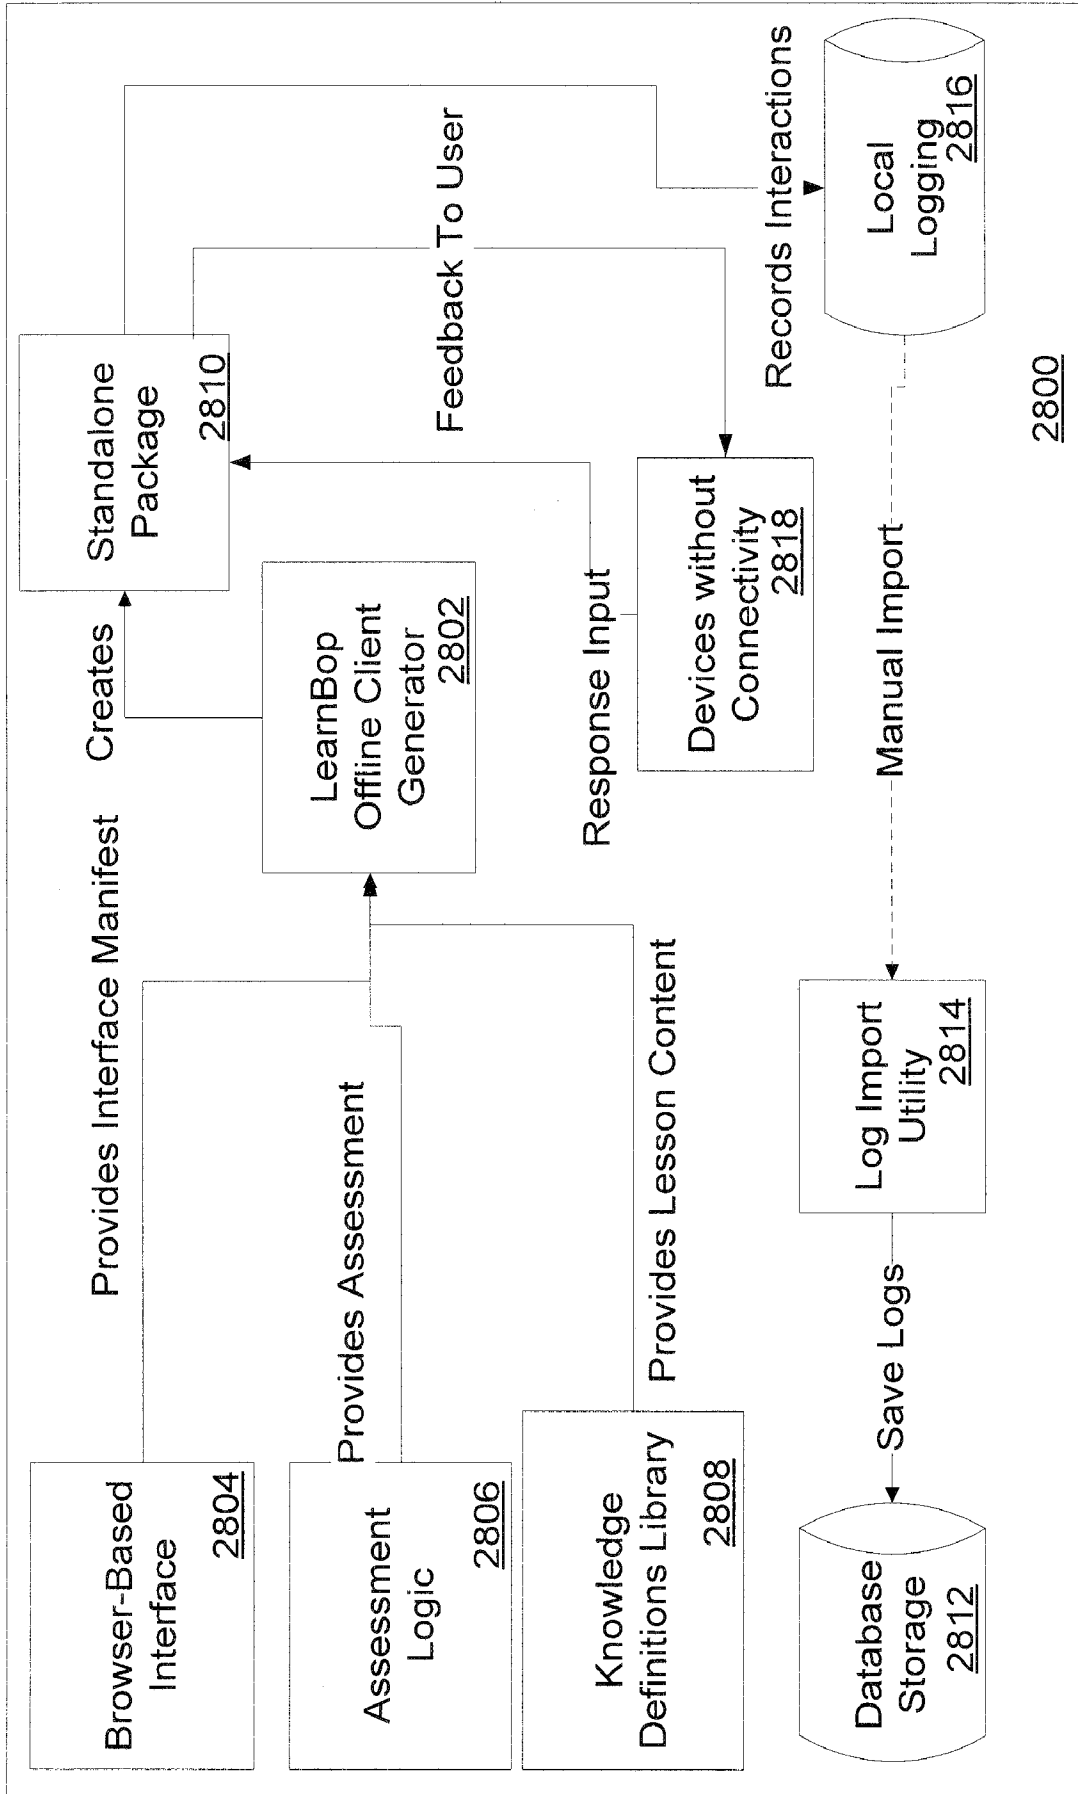 Browser-Based
Interface
2804
Provides Interface Manifest
Creates
Standalone
Package
2810
Assessment
Logic
2806
Provides Assessment
LearnBop
Offline Client
Generator
2802
Feedback To User
Knowledge
Definitions Library
2808
Provides Lesson Content
Response Input
Devices without
Connectivity
2818
Records Interactions
Database
Storage
2812
Save Logs
Log Import
Utility
2814
Manual Import
Local
Logging
2816
2800